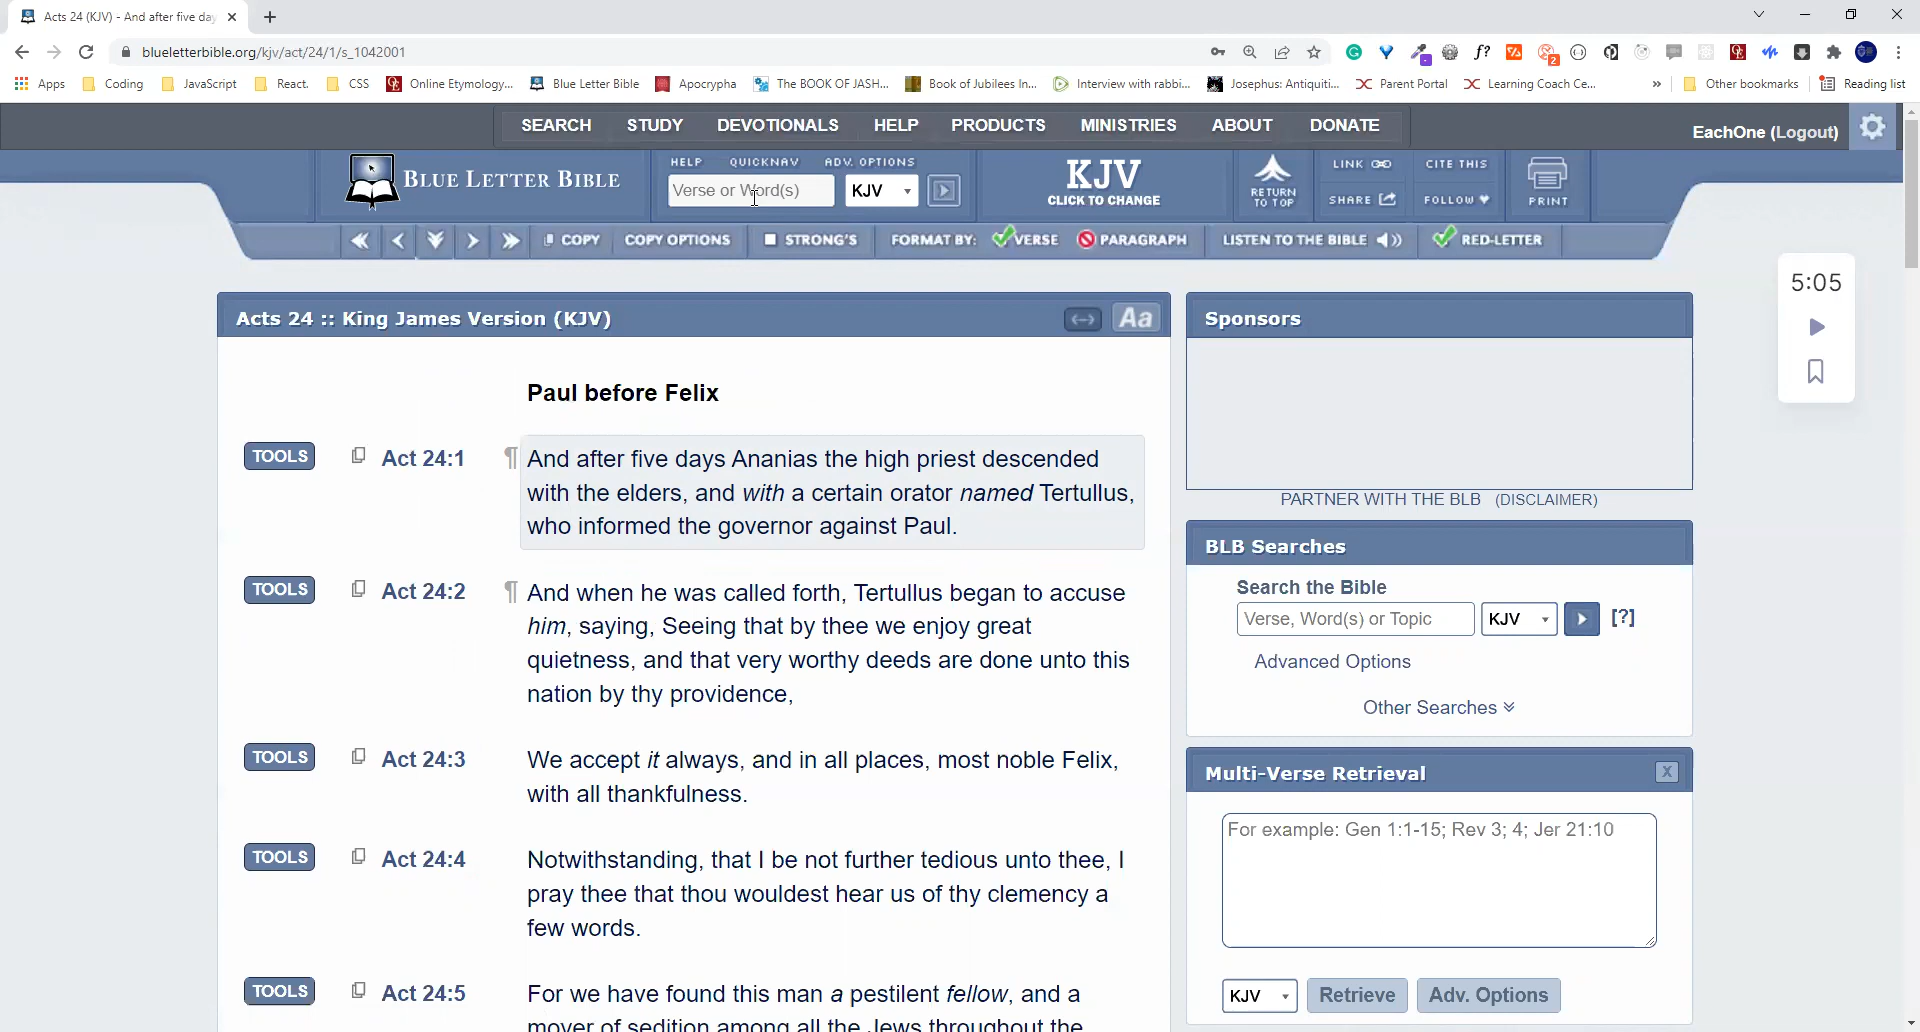 Acts 24 (KJV) - And after five day
blueletterbible.org/kjv/act/24/1/s_1042001
Apps
Coding
JavaScript
React.
CSS
Online Etymology...
Blue Letter Bible
Apocrypha
The BOOK OF JASH...
Book of Jubilees In...
Interview with rabbi...
Josephus: Antiquiti...
Parent Portal
Learning Coach Ce...
»
Other bookmarks
Reading list
SEARCH STUDY DEVOTIONALS HELP PRODUCTS MINISTRIES ABOUT DONATE
EachOne (Logout)
BLUE LETTER BIBLE
HELP QUICKNAV ADV. OPTIONS
Verse or Word(s)
KJV
KJV
CLICK TO CHANGE
RETURN
TO TOP
LINK
CITE THIS
SHARE
FOLLOW
PRINT
COPY COPY OPTIONS STRONG'S FORMAT BY: VERSE PARAGRAPH LISTEN TO THE BIBLE RED-LETTER
5:05
Acts 24 :: King James Version (KJV)
Aa
Paul before Felix
TOOLS Act 24:1 ¶ And after five days Ananias the high priest descended
with the elders, and with a certain orator named Tertullus,
who informed the governor against Paul.
TOOLS Act 24:2 ¶ And when he was called forth, Tertullus began to accuse
him, saying, Seeing that by thee we enjoy great
quietness, and that very worthy deeds are done unto this
nation by thy providence,
TOOLS Act 24:3 We accept it always, and in all places, most noble Felix,
with all thankfulness.
TOOLS Act 24:4 Notwithstanding, that I be not further tedious unto thee, I
pray thee that thou wouldest hear us of thy clemency a
few words.
TOOLS Act 24:5 For we have found this man a pestilent fellow, and a
mover of sedition among all the Jews throughout the
Sponsors
PARTNER WITH THE BLB (DISCLAIMER)
BLB Searches
Search the Bible
Verse, Word(s) or Topic
KJV
[?]
Advanced Options
Other Searches
Multi-Verse Retrieval
X
For example: Gen 1:1-15; Rev 3; 4; Jer 21:10
KJV
Retrieve
Adv. Options